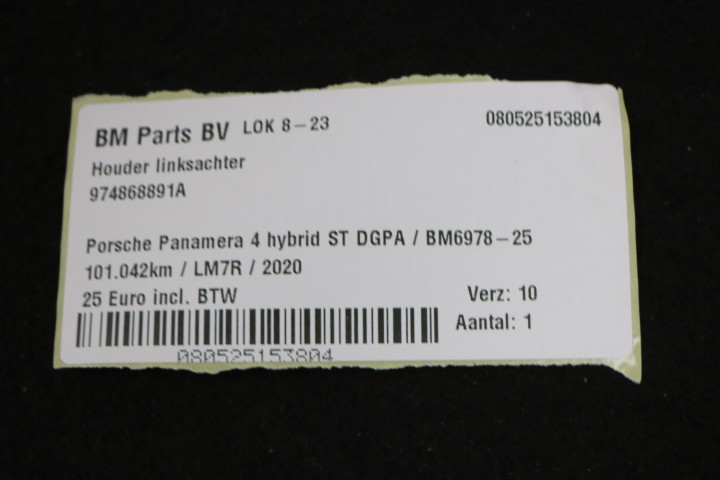 BM Parts BV LOK 8-23 080525153804
Houder linksachter
974868891A
Porsche Panamera 4 hybrid ST DGPA / BM6978-25
101.042km / LM7R / 2020
25 Euro incl. BTW Verz: 10
Aantal: 1
080525153804